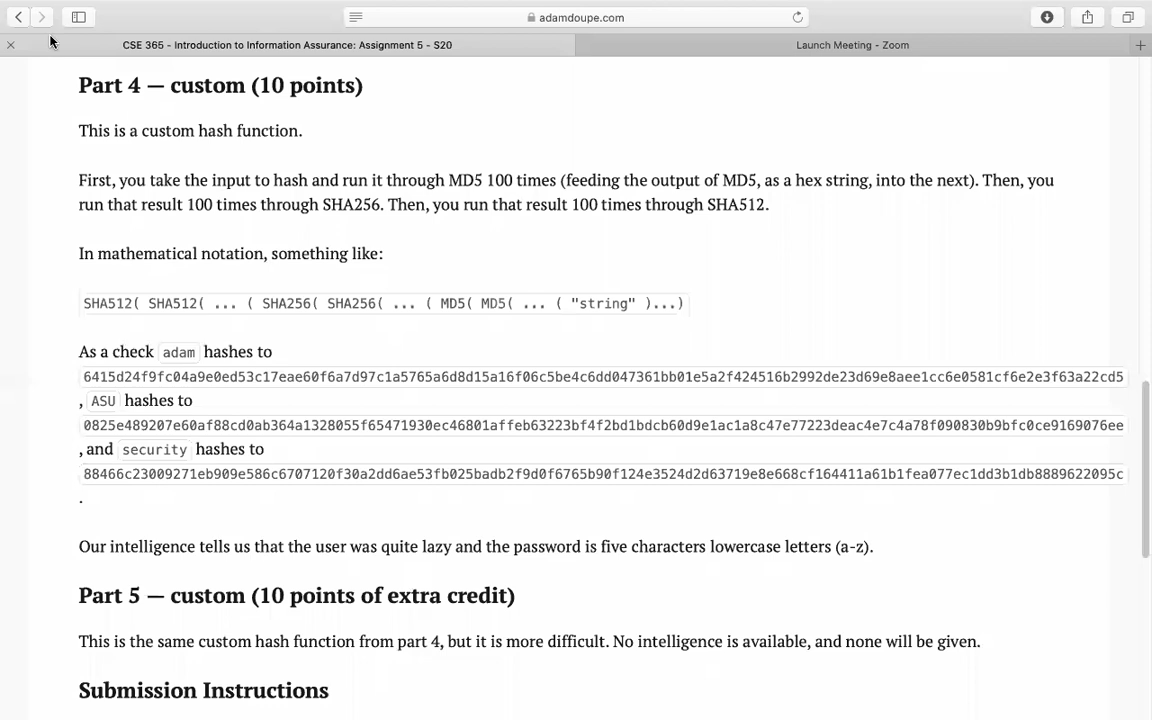 adamdoupe.com
CSE 365 - Introduction to Information Assurance: Assignment 5 - S20
Launch Meeting - Zoom
Part 4 — custom (10 points)
This is a custom hash function.
First, you take the input to hash and run it through MD5 100 times (feeding the output of MD5, as a hex string, into the next). Then, you
run that result 100 times through SHA256. Then, you run that result 100 times through SHA512.
In mathematical notation, something like:
SHA512( SHA512( ... ( SHA256( SHA256( ... ( MD5( MD5( ... ( "string" )...)
As a check adam hashes to
6415d24f9fc04a9e0ed53c17eae60f6a7d97c1a5765a6d8d15a16f06c5be4c6dd047361bb01e5a2f424516b2992de23d69e8aee1cc6e0581cf6e2e3f63a22cd5
, ASU hashes to
0825e489207e60af88cd0ab364a1328055f65471930ec46801affeb63223bf4f2bd1bdcb60d9e1ac1a8c47e77223deac4e7c4a78f090830b9bfc0ce9169076ee
, and security hashes to
88466c23009271eb909e586c6707120f30a2dd6ae53fb025badb2f9d0f6765b90f124e3524d2d63719e8e668cf164411a61b1fea077ec1dd3b1db8889622095c
.
Our intelligence tells us that the user was quite lazy and the password is five characters lowercase letters (a-z).
Part 5 — custom (10 points of extra credit)
This is the same custom hash function from part 4, but it is more difficult. No intelligence is available, and none will be given.
Submission Instructions